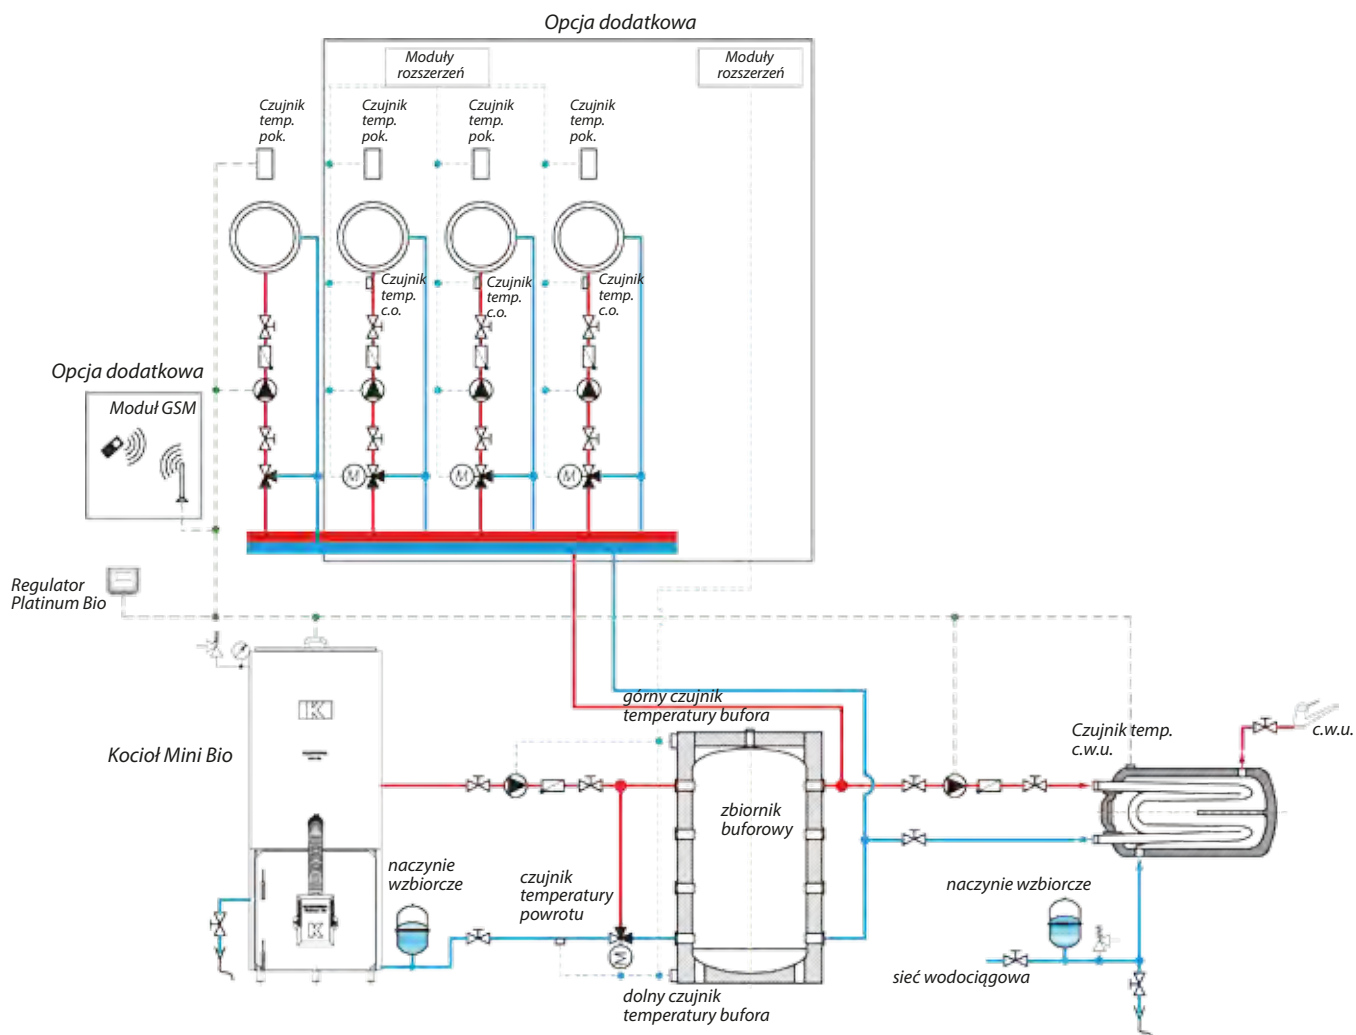 Opcja dodatkowa
Moduły
rozszerzeń
Moduły
rozszerzeń
Czujnik
temp.
pok.
Czujnik
temp.
pok.
Czujnik
temp.
pok.
Czujnik
temp.
pok.
Czujnik
temp.
c.o.
Czujnik
temp.
c.o.
Czujnik
temp.
c.o.
Opcja dodatkowa
Moduł GSM
M
M
M
Regulator
Platinum Bio
górny czujnik
temperatury bufora
Kocioł Mini Bio
K
K
Czujnik temp.
c.w.u.
c.w.u.
zbiornik
buforowy
naczynie
wzbiorcze
czujnik
temperatury
powrotu
M
naczynie wzbiorcze
sieć wodociągowa
dolny czujnik
temperatury bufora